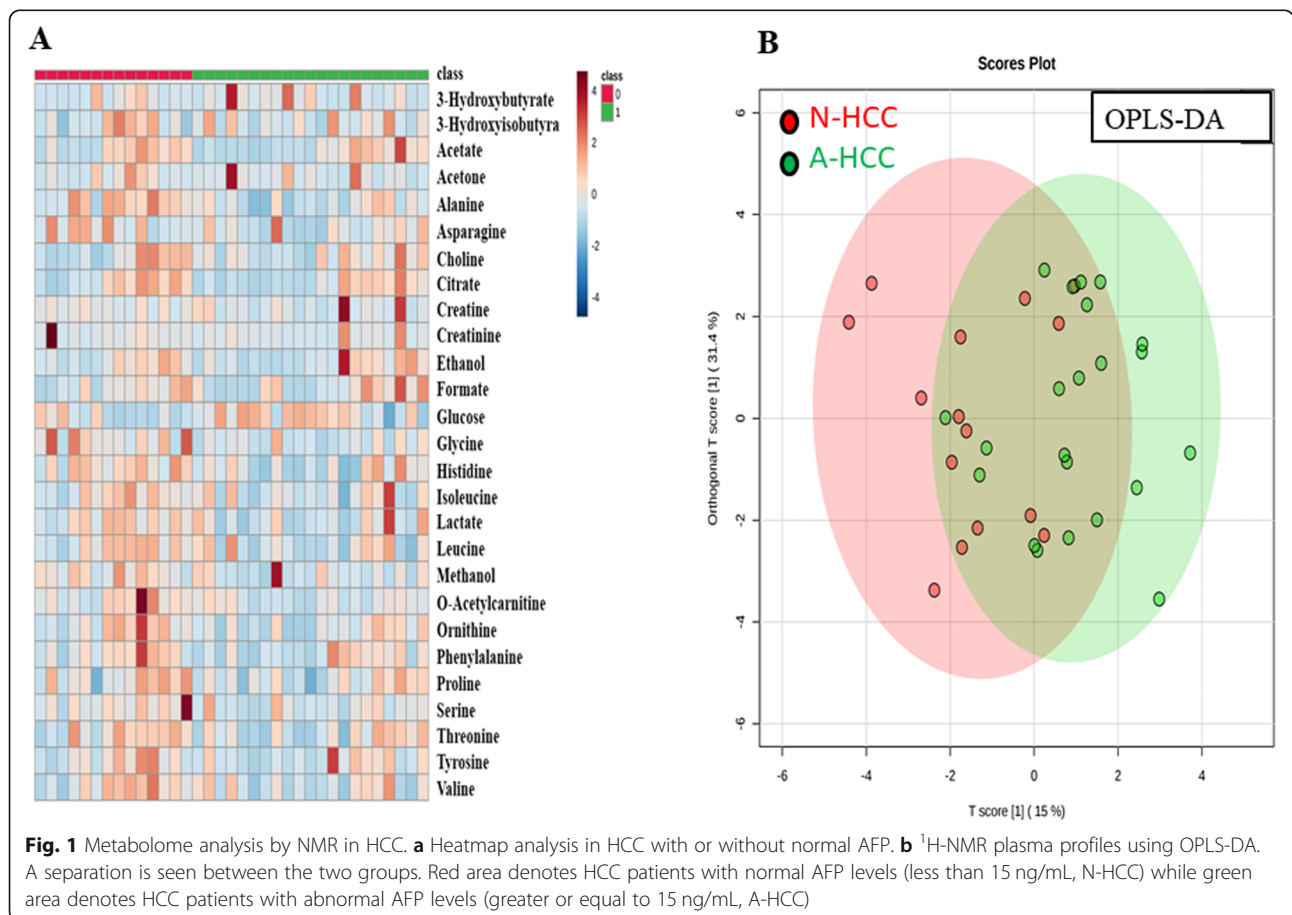 A
class
3-Hydroxybutyrate
3-Hydroxyisobutyra
Acetate
Acetone
Alanine
Asparagine
Choline
Citrate
Creatine
Creatinine
Ethanol
Formate
Glucose
Glycine
Histidine
Isoleucine
Lactate
Leucine
Methanol
O-Acetylcarnitine
Ornithine
Phenylalanine
Proline
Serine
Threonine
Tyrosine
Valine
4
2
0
-2
-4
class
0
1
B
Scores Plot
OPLS-DA
N-HCC
A-HCC
Orthogonal T score [1] ( 31.4 %)
6
4
2
0
-2
-4
-6
-6 -4 -2 0 2 4
T score [1] ( 15 %)
Fig. 1 Metabolome analysis by NMR in HCC. a Heatmap analysis in HCC with or without normal AFP. b ¹H-NMR plasma profiles using OPLS-DA.
A separation is seen between the two groups. Red area denotes HCC patients with normal AFP levels (less than 15 ng/mL, N-HCC) while green
area denotes HCC patients with abnormal AFP levels (greater or equal to 15 ng/mL, A-HCC)